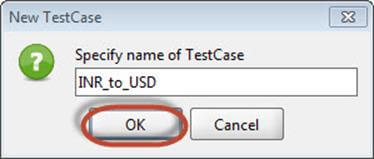 New TestCase
Specify name of TestCase
INR_to_USD
OK
Cancel